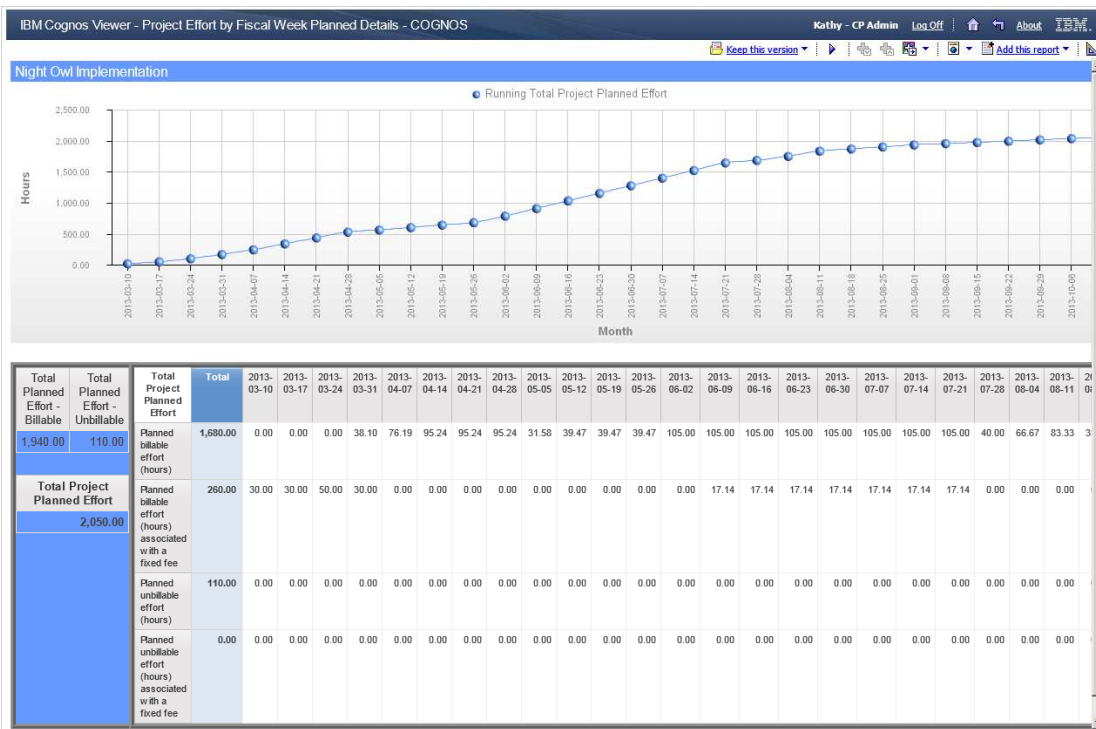 IBM Cognos Viewer - Project Effort by Fiscal Week Planned Details - COGNOS
Kathy - CP Admin Log Off About IBM.
Keep this version Add this report
Night Owl Implementation
Running Total Project Planned Effort
2,500.00
2,000.00
1,500.00
1,000.00
500.00
0.00
Hours
2013-03-10 2013-03-17 2013-03-24 2013-03-31 2013-04-07 2013-04-14 2013-04-21 2013-04-28 2013-05-05 2013-05-12 2013-05-19 2013-05-26 2013-06-02 2013-06-09 2013-06-16 2013-06-23 2013-06-30 2013-07-07 2013-07-14 2013-07-21 2013-07-28 2013-08-04 2013-08-11 2013-08-18 2013-08-25 2013-09-01 2013-09-08 2013-09-15 2013-09-22 2013-09-29 2013-10-06
Month
Total
Planned
Effort -
Billable
Total
Planned
Effort -
Unbillable
1,940.00 110.00
Total Project
Planned Effort
2,050.00
Total
Project
Planned
Effort
Total
2013- 2013- 2013- 2013- 2013- 2013- 2013- 2013- 2013- 2013- 2013- 2013- 2013- 2013- 2013- 2013- 2013- 2013- 2013- 2013- 2013- 2013- 2013-
03-10 03-17 03-24 03-31 04-07 04-14 04-21 04-28 05-05 05-12 05-19 05-26 06-02 06-09 06-16 06-23 06-30 07-07 07-14 07-21 07-28 08-04 08-11
Planned
billable
effort
(hours)
1,680.00 0.00 0.00 0.00 38.10 76.19 95.24 95.24 95.24 31.58 39.47 39.47 39.47 105.00 105.00 105.00 105.00 105.00 105.00 105.00 105.00 40.00 66.67 83.33
Planned
billable
effort
(hours)
associated
with a
fixed fee
260.00 30.00 30.00 50.00 30.00 0.00 0.00 0.00 0.00 0.00 0.00 0.00 0.00 0.00 17.14 17.14 17.14 17.14 17.14 17.14 17.14 0.00 0.00 0.00
Planned
unbillable
effort
(hours)
110.00 0.00 0.00 0.00 0.00 0.00 0.00 0.00 0.00 0.00 0.00 0.00 0.00 0.00 0.00 0.00 0.00 0.00 0.00 0.00 0.00 0.00 0.00 0.00
Planned
unbillable
effort
(hours)
associated
with a
fixed fee
0.00 0.00 0.00 0.00 0.00 0.00 0.00 0.00 0.00 0.00 0.00 0.00 0.00 0.00 0.00 0.00 0.00 0.00 0.00 0.00 0.00 0.00 0.00 0.00